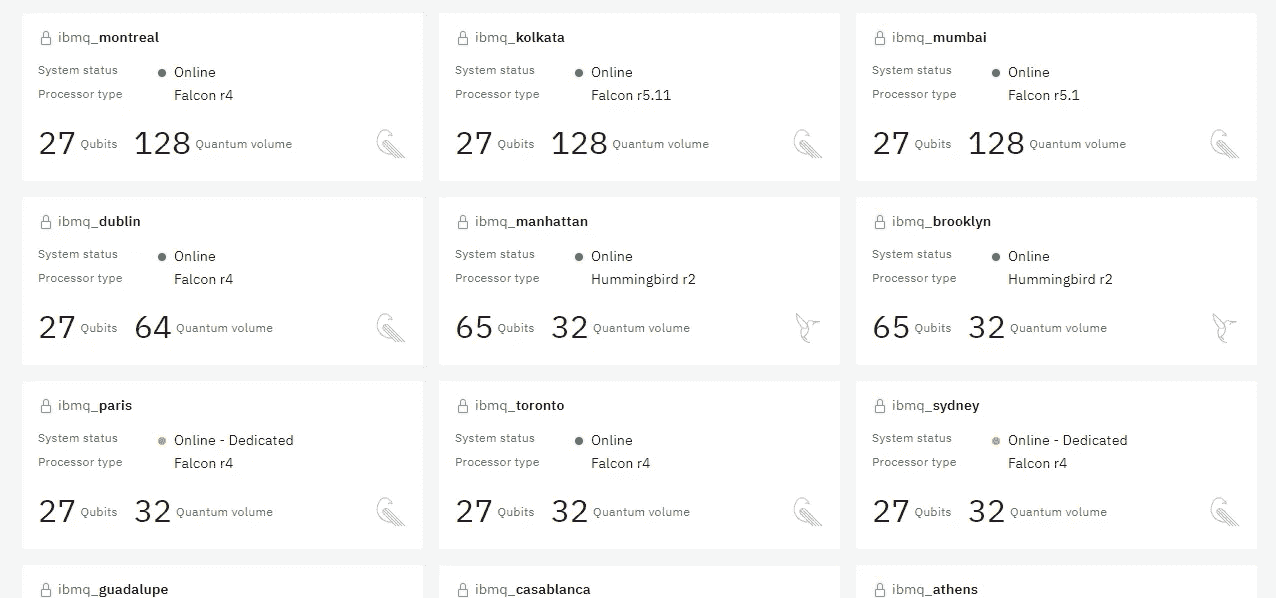 ibmq_montreal
System status Online
Processor type Falcon r4
27 Qubits 128 Quantum volume
ibmq_kolkata
System status Online
Processor type Falcon r5.11
27 Qubits 128 Quantum volume
ibmq_mumbai
System status Online
Processor type Falcon r5.1
27 Qubits 128 Quantum volume
ibmq_dublin
System status Online
Processor type Falcon r4
27 Qubits 64 Quantum volume
ibmq_manhattan
System status Online
Processor type Hummingbird r2
65 Qubits 32 Quantum volume
ibmq_brooklyn
System status Online
Processor type Hummingbird r2
65 Qubits 32 Quantum volume
ibmq_paris
System status Online - Dedicated
Processor type Falcon r4
27 Qubits 32 Quantum volume
ibmq_toronto
System status Online
Processor type Falcon r4
27 Qubits 32 Quantum volume
ibmq_sydney
System status Online - Dedicated
Processor type Falcon r4
27 Qubits 32 Quantum volume
ibmq_guadalupe
ibmq_casablanca
ibmq_athens